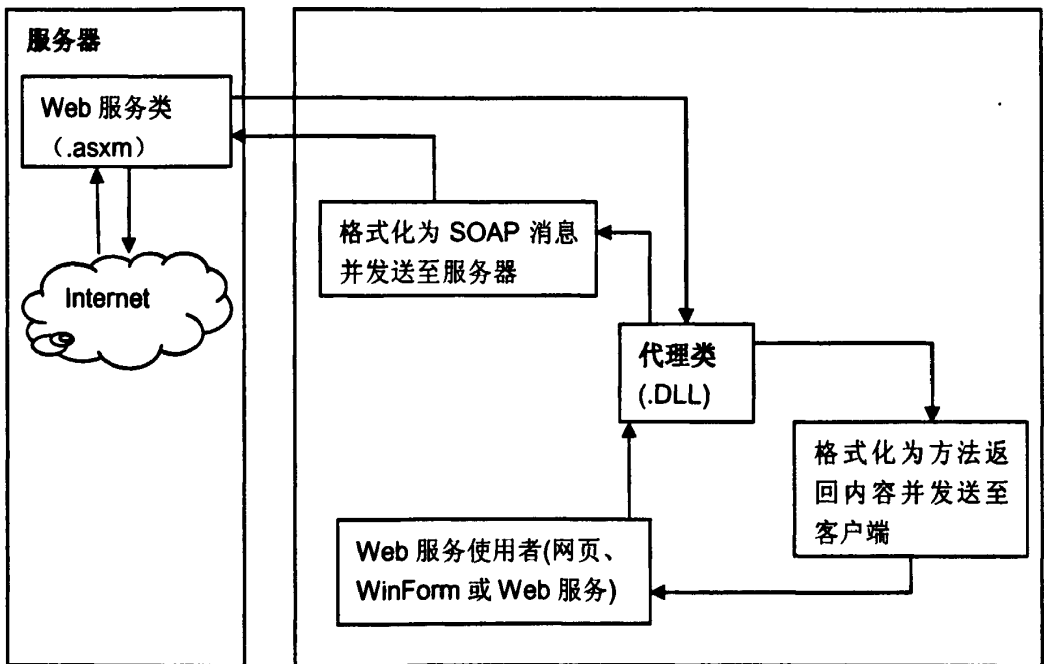 服务器
Web 服务类
（.asxm）
Internet
格式化为 SOAP 消息
并发送至服务器
代理类
(.DLL)
格式化为方法返
回内容并发送至
客户端
Web 服务使用者(网页、
WinForm 或 Web 服务)